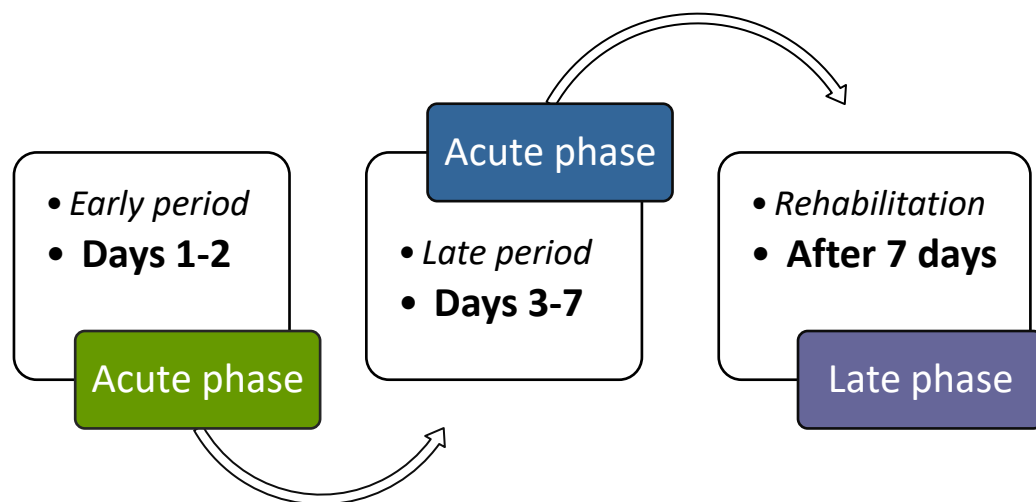 • Early period
• Days 1-2
Acute phase
Acute phase
• Late period
• Days 3-7
• Rehabilitation
• After 7 days
Late phase